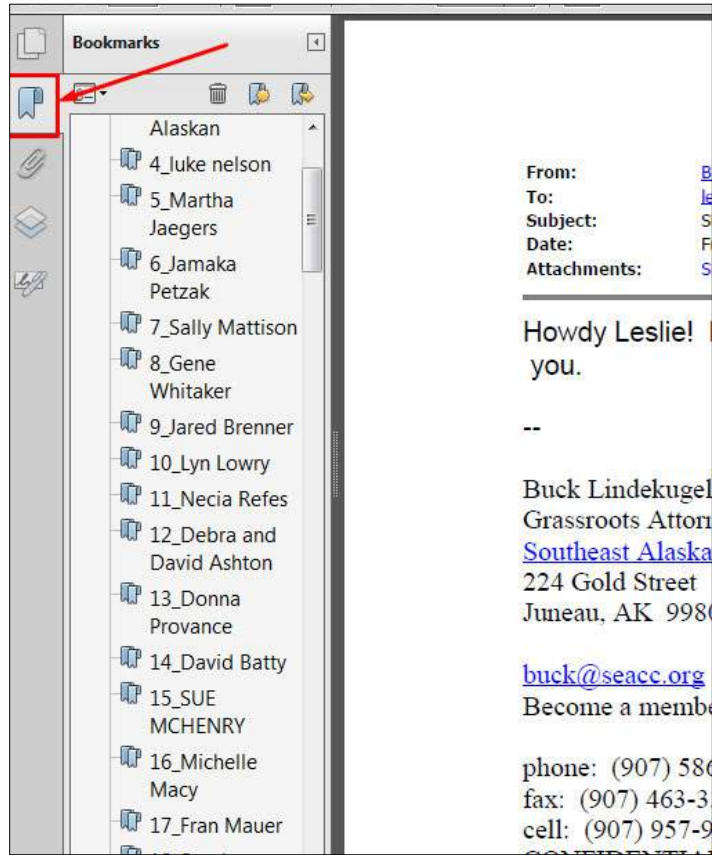 Bookmarks
Alaskan
4_luke nelson
5_Martha
Jaegers
6_Jamaka
Petzak
7_Sally Mattison
8_Gene
Whitaker
9_Jared Brenner
10_Lyn Lowry
11_Necia Refes
12_Debra and
David Ashton
13_Donna
Provance
14_David Batty
15_SUE
MCHENRY
16_Michelle
Macy
17_Fran Mauer
From:
To:
Subject:
Date:
Attachments:
Howdy Leslie!
you.
--
Buck Lindekugel
Grassroots Attorn
Southeast Alaska
224 Gold Street
Juneau, AK 9980
buck@seacc.org
Become a membe
phone: (907) 586
fax: (907) 463-3
cell: (907) 957-9